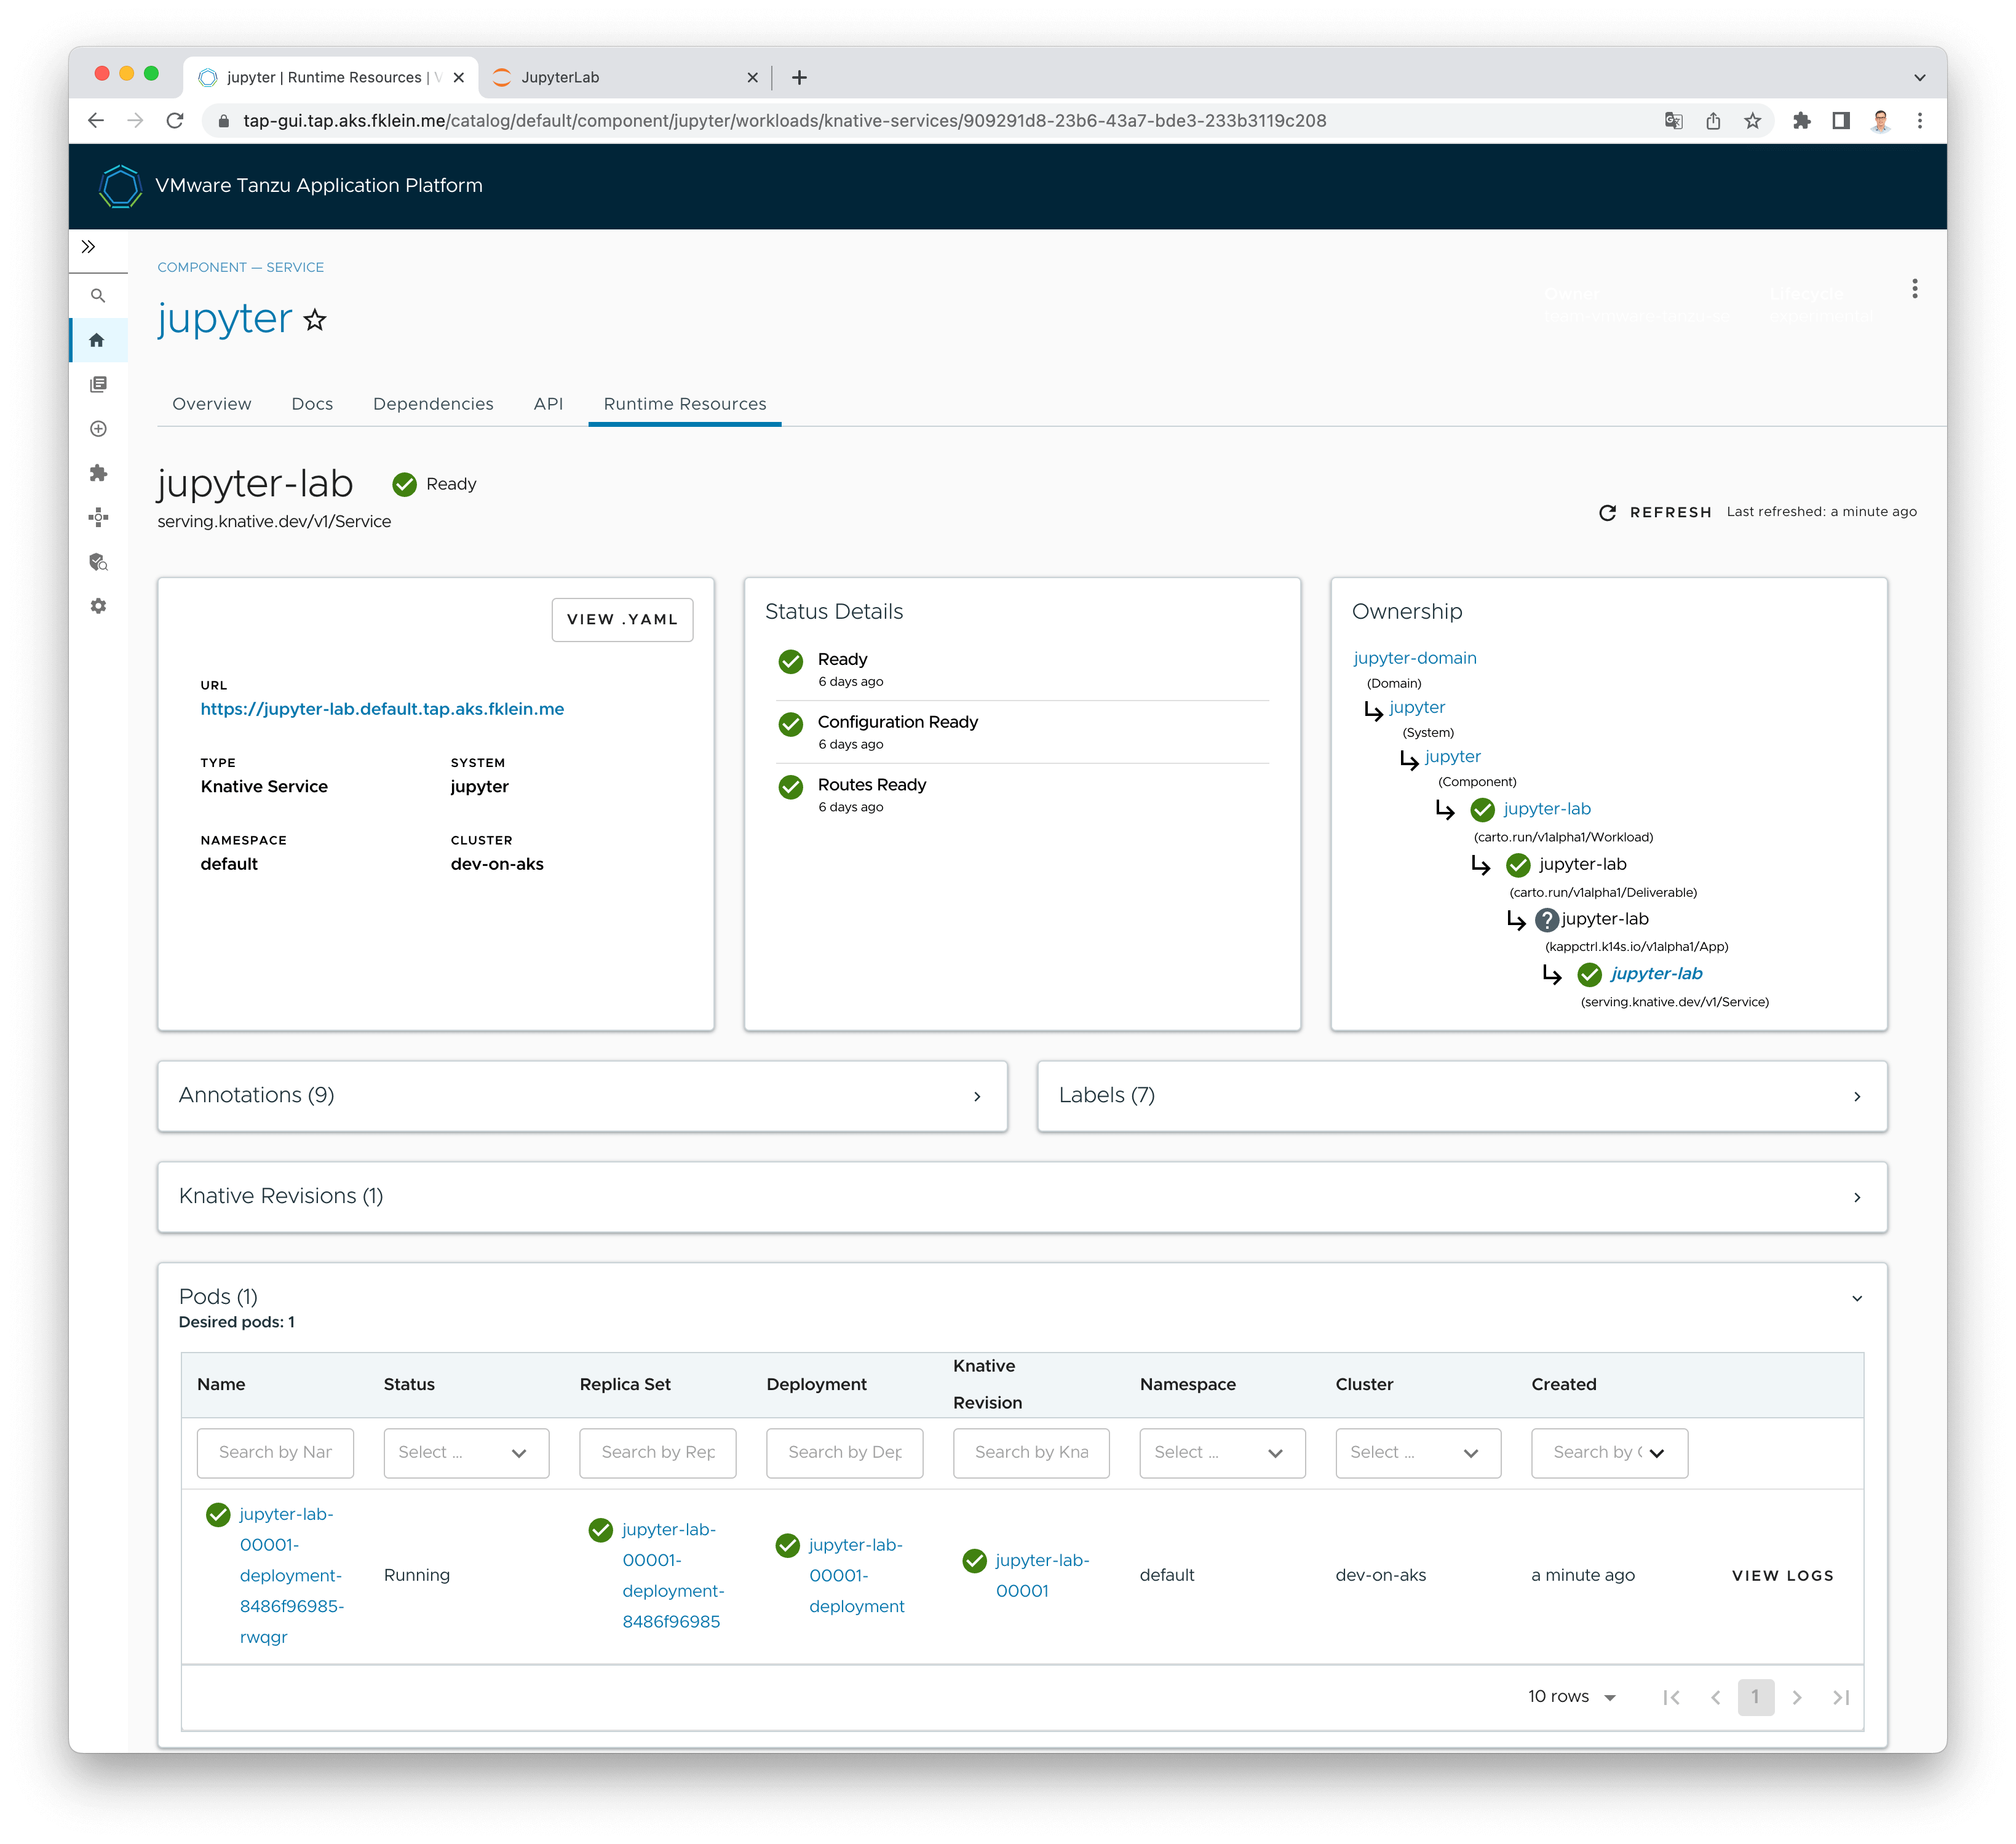 jupyter | Runtime Resources | V
JupyterLab
tap-gui.tap.aks.fklein.me/catalog/default/component/jupyter/workloads/knative-services/909291d8-23b6-43a7-bde3-233b3119c208
VMware Tanzu Application Platform
COMPONENT — SERVICE
jupyter
Owner
Lifecycle
Overview
Docs
Dependencies
API
Runtime Resources
jupyter-lab
Ready
serving.knative.dev/v1/Service
REFRESH
Last refreshed: a minute ago
VIEW .YAML
URL
https://jupyter-lab.default.tap.aks.fklein.me
TYPE
Knative Service
SYSTEM
jupyter
NAMESPACE
default
CLUSTER
dev-on-aks
Status Details
Ready
6 days ago
Configuration Ready
6 days ago
Routes Ready
6 days ago
Ownership
jupyter-domain
(Domain)
jupyter
(System)
jupyter
(Component)
jupyter-lab
(carto.run/v1alpha1/Workload)
jupyter-lab
(carto.run/v1alpha1/Deliverable)
jupyter-lab
(kappctrl.k14s.io/v1alpha1/App)
jupyter-lab
(serving.knative.dev/v1/Service)
Annotations (9)
Labels (7)
Knative Revisions (1)
Pods (1)
Desired pods: 1
Name
Status
Replica Set
Deployment
Knative
Revision
Namespace
Cluster
Created
Search by Nar
Select ...
Search by Rep
Search by Dep
Search by Kna
Select ...
Select ...
Search by C
jupyter-lab-
00001-
deployment-
8486f96985-
rwqgr
Running
jupyter-lab-
00001-
deployment-
8486f96985
jupyter-lab-
00001-
deployment
jupyter-lab-
00001
default
dev-on-aks
a minute ago
VIEW LOGS
10 rows
1